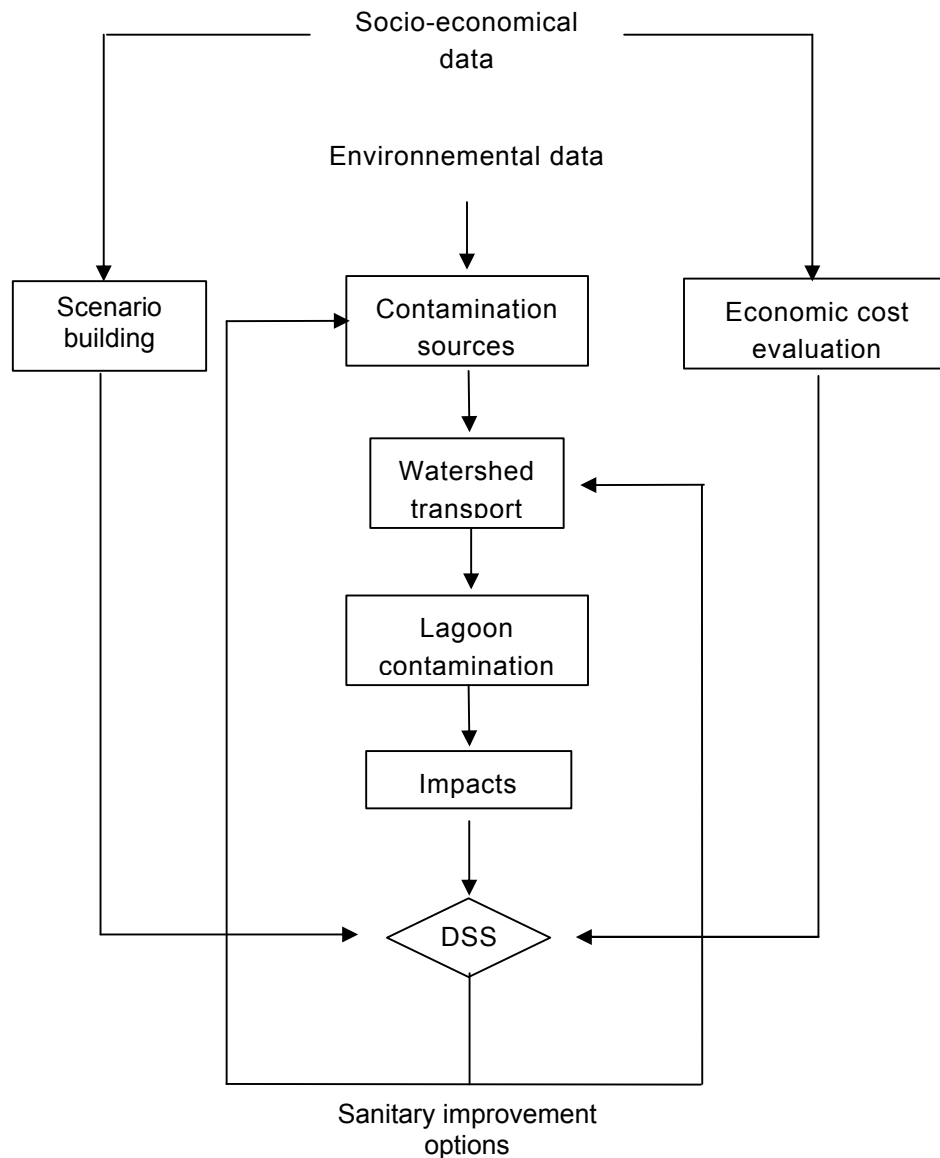 Socio-economical
data
Environnemental data
Scenario
building
Contamination
sources
Economic cost
evaluation
Watershed
transport
Lagoon
contamination
Impacts
DSS
Sanitary improvement
options